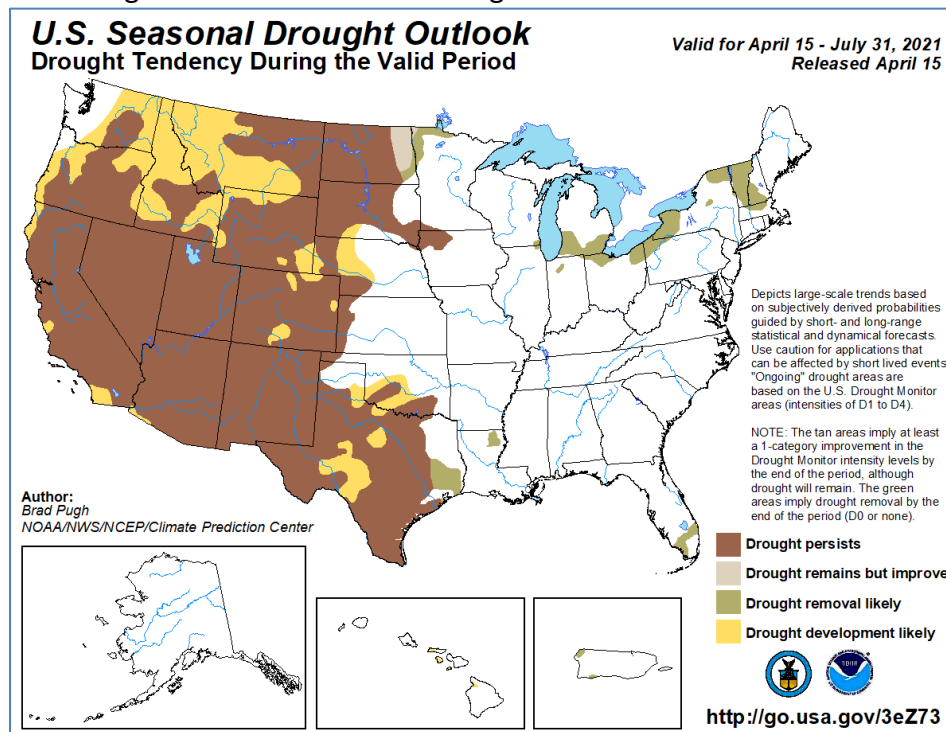 U.S. Seasonal Drought Outlook
Drought Tendency During the Valid Period
Valid for April 15 - July 31, 2021
Released April 15
Depicts large-scale trends based
on subjectively derived probabilities
guided by short- and long-range
statistical and dynamical forecasts.
Use caution for applications that
can be affected by short lived events
"Ongoing" drought areas are
based on the U.S. Drought Monitor
areas (intensities of D1 to D4).
NOTE: The tan areas imply at least
a 1-category improvement in the
Drought Monitor intensity levels by
the end of the period, although
drought will remain. The green
areas imply drought removal by the
end of the period (D0 or none).
Author:
Brad Pugh
NOAA/NWS/NCEP/Climate Prediction Center
Drought persists
Drought remains but improve
Drought removal likely
Drought development likely
http://go.usa.gov/3eZ73